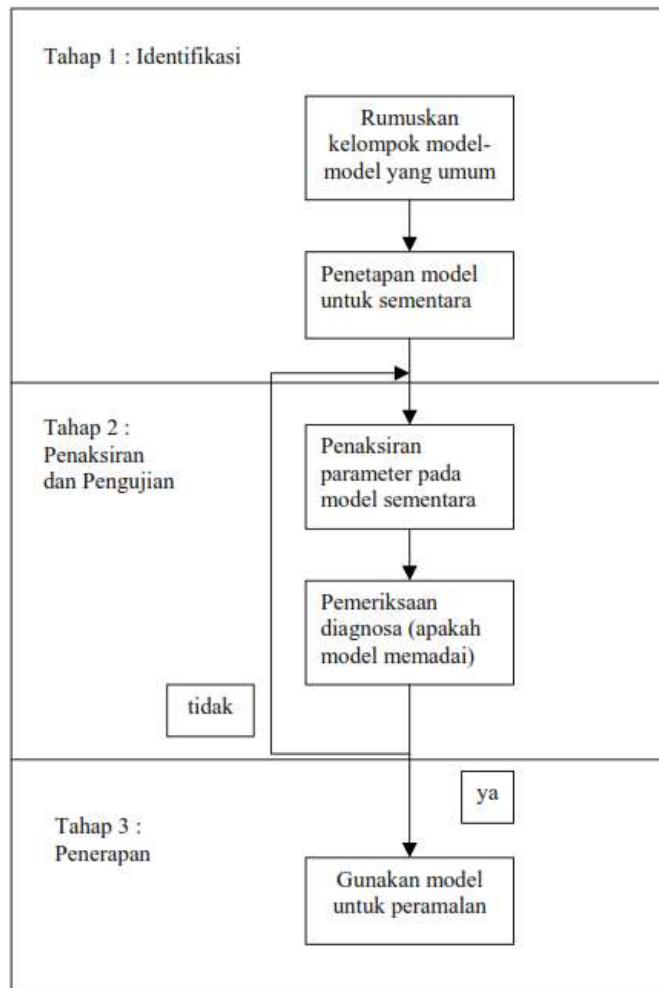 Tahap 1 : Identifikasi
Rumuskan
kelompok model-
model yang umum
Penetapan model
untuk sementara
Tahap 2 :
Penaksiran
dan Pengujian
Penaksiran
parameter pada
model sementara
Pemeriksaan
diagnosa (apakah
model memadai)
tidak
ya
Tahap 3 :
Penerapan
Gunakan model
untuk peramalan